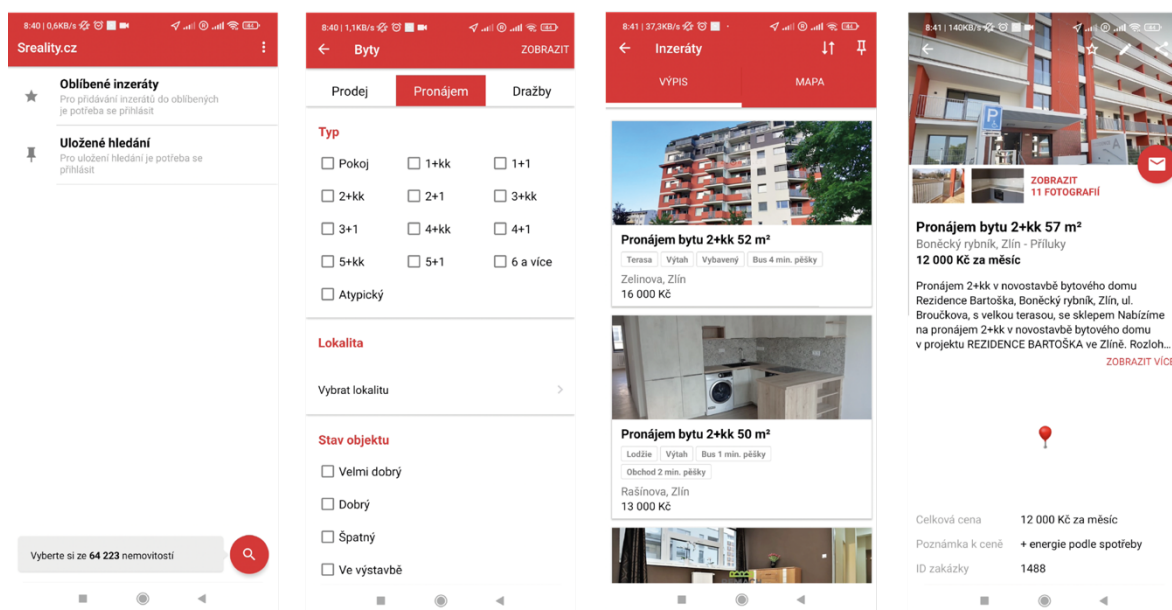 8:40 | 0,6KB/s
Sreality.cz
Oblíbené inzeráty
Pro přidávání inzerátů do oblíbených
je potřeba se přihlásit
Uložené hledání
Pro uložení hledání je potřeba se
přihlásit
Vyberte si ze 64 223 nemovitostí
8:40 | 1,1KB/s
Byty ZOBRAZIT
Prodej Pronájem Dražby
Typ
Pokoj 1+kk 1+1
2+kk 2+1 3+kk
3+1 4+kk 4+1
5+kk 5+1 6 a více
Atypický
Lokalita
Vybrat lokalitu
Stav objektu
Velmi dobrý
Dobrý
Špatný
Ve výstavbě
8:41 | 37,3KB/s
Inzeráty
VÝPIS MAPA
Pronájem bytu 2+kk 52 m²
Terasa Výtah Vybavený Bus 4 min. pěšky
Zelinova, Zlín
16 000 Kč
Pronájem bytu 2+kk 50 m²
Lodžie Výtah Bus 1 min. pěšky
Obchod 2 min. pěšky
Rašínova, Zlín
13 000 Kč
8:41 | 140KB/s
P
ZOBRAZIT
11 FOTOGRAFIÍ
Pronájem bytu 2+kk 57 m²
Boněcký rybník, Zlín - Příluky
12 000 Kč za měsíc
Pronájem 2+kk v novostavbě bytového domu
Rezidence Bartoška, Boněcký rybník, Zlín, ul.
Broučkova, s velkou terasou, se sklepem Nabízíme
na pronájem 2+kk v novostavbě bytového domu
v projektu REZIDENCE BARTOŠKA ve Zlíně. Rozloh...
ZOBRAZIT VÍCE
Celková cena 12 000 Kč za měsíc
Poznámka k ceně + energie podle spotřeby
ID zakázky 1488